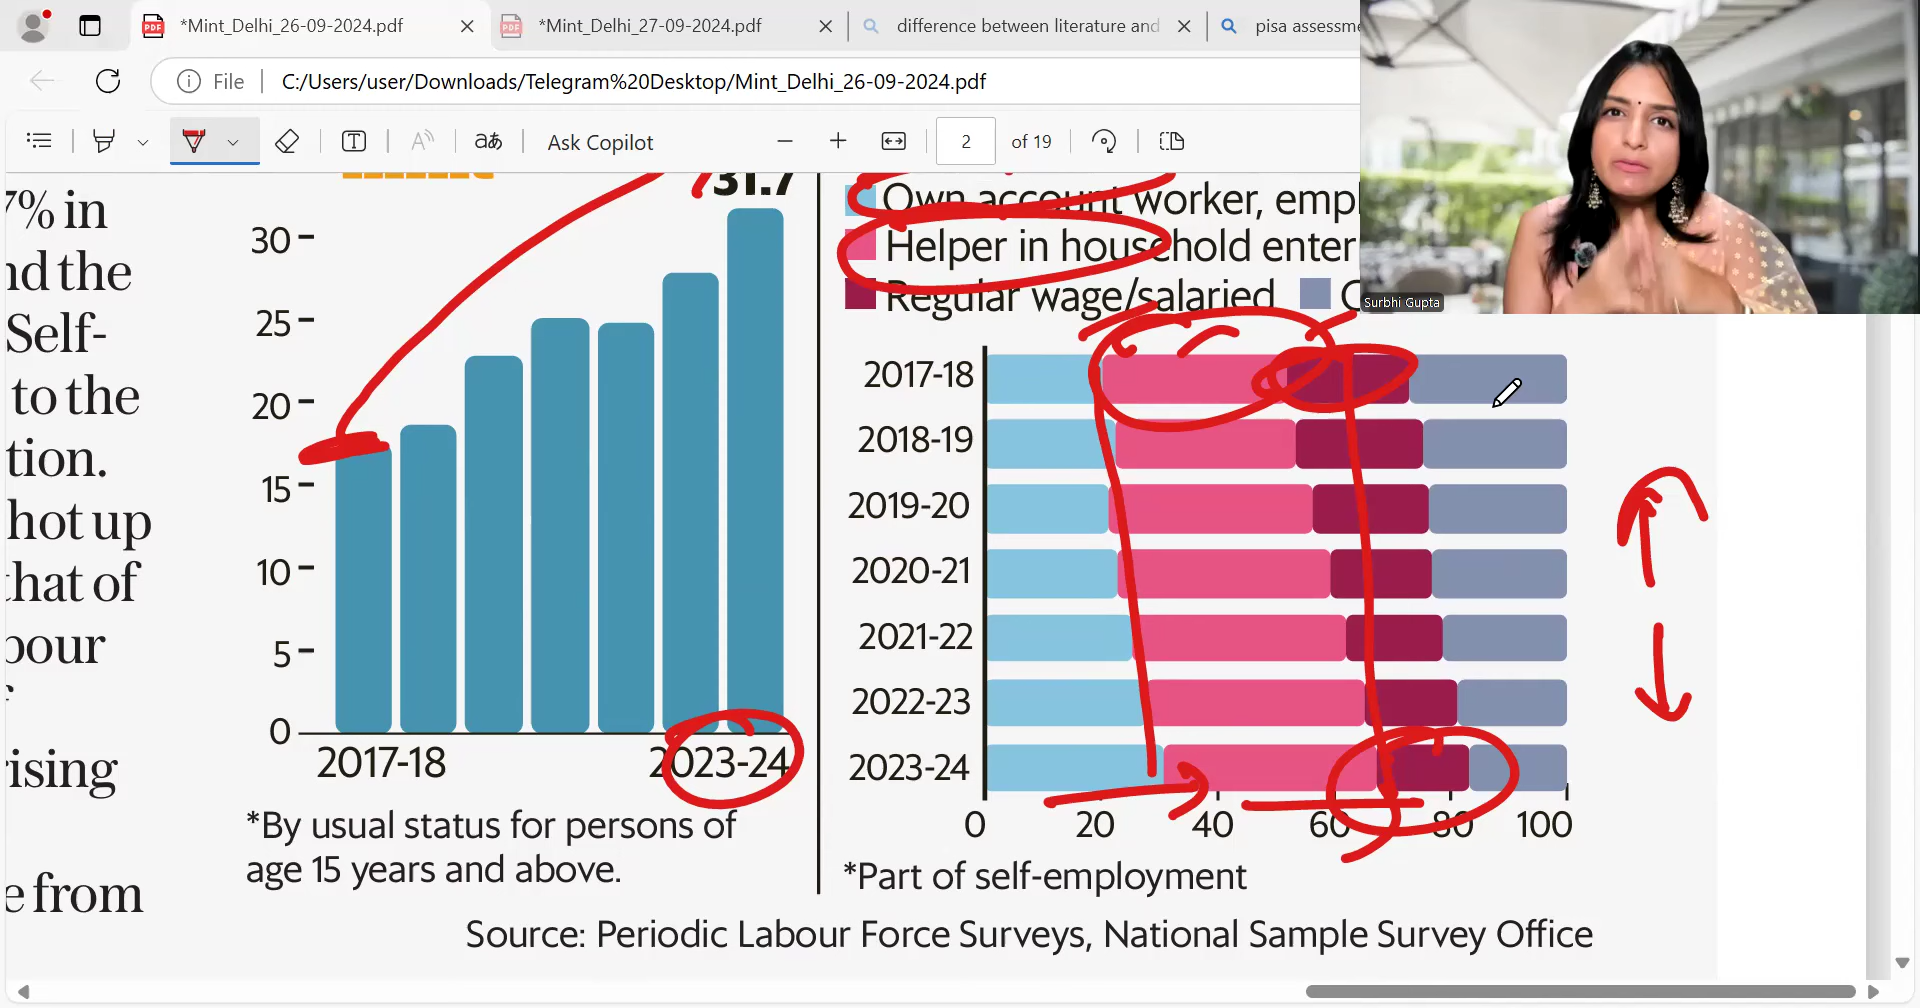 *Mint_Delhi_26-09-2024.pdf
*Mint_Delhi_27-09-2024.pdf
difference between literature and
pisa assessme
File
C:/Users/user/Downloads/Telegram%20Desktop/Mint_Delhi_26-09-2024.pdf
Ask Copilot
2 of 19
7% in
nd the
Self-
to the
tion.
hot up
that of
bour
rising
e from
31.7
30
25
20
15
10
5
0
2017-18
2023-24
*By usual status for persons of
age 15 years and above.
Own account worker, empl
Helper in household enter
Regular wage/salaried
Surbhi Gupta
2017-18
2018-19
2019-20
2020-21
2021-22
2022-23
2023-24
0 20 40 60 80 100
*Part of self-employment
Source: Periodic Labour Force Surveys, National Sample Survey Office